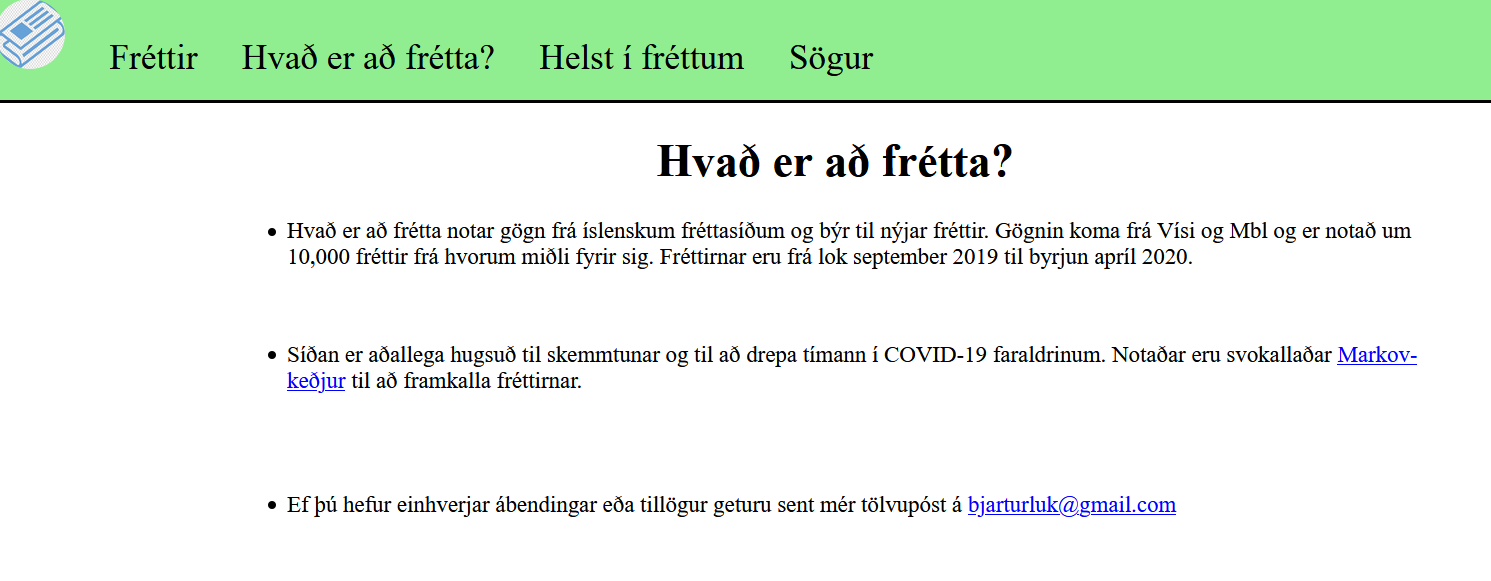 Fréttir Hvað er að frétta? Helst í fréttum Sögur
Hvað er að frétta?
Hvað er að frétta notar gögn frá íslenskum fréttasíðum og býr til nýjar fréttir. Gögnin koma frá Vísi og Mbl og er notað um
10,000 fréttir frá hvorum miðli fyrir sig. Fréttirnar eru frá lok september 2019 til byrjun apríl 2020.
Síðan er aðallega hugsuð til skemmtunar og til að drepa tímann í COVID-19 faraldrinum. Notaðar eru svokallaðar Markov-
keðjur til að framkalla fréttirnar.
Ef þú hefur einhverjar ábendingar eða tillögur geturu sent mér tölvupóst á bjarturluk@gmail.com